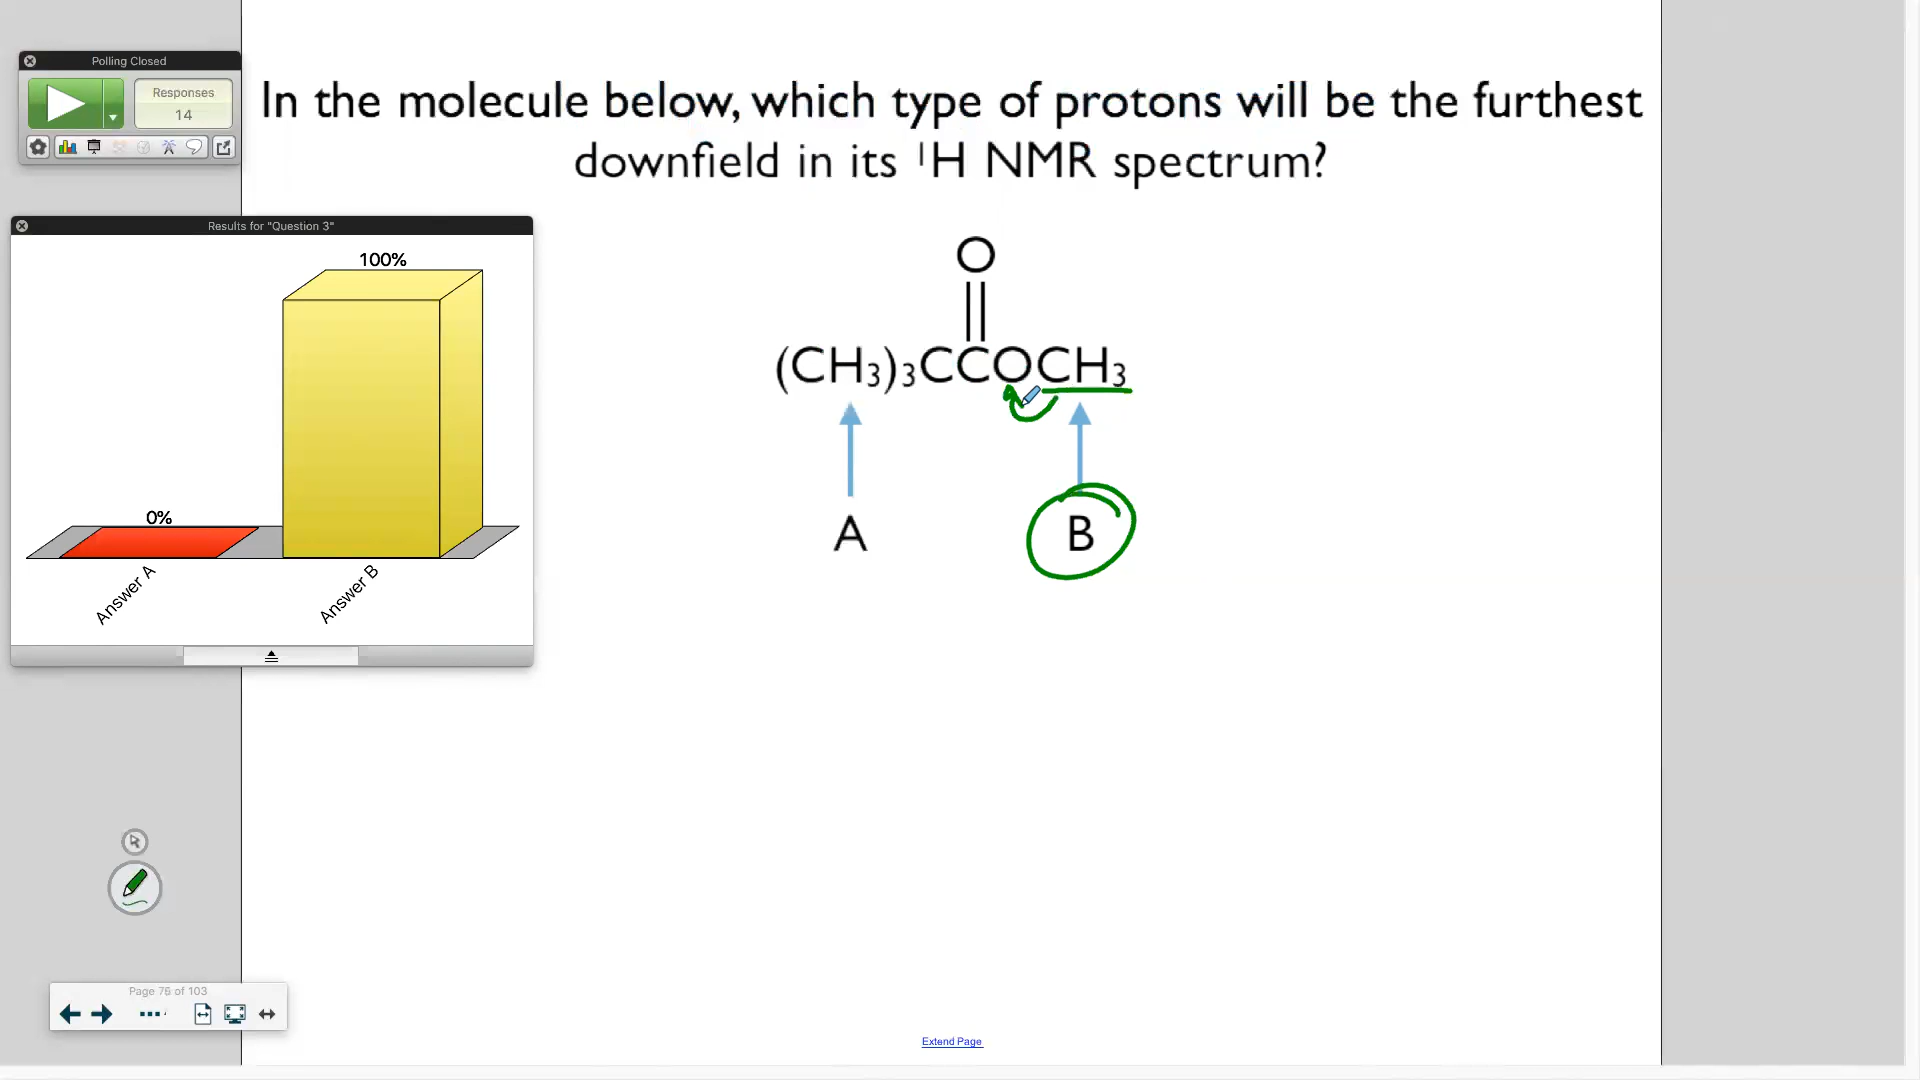 Polling Closed
Responses
14
In the molecule below, which type of protons will be the furthest
downfield in its ¹H NMR spectrum?
Results for "Question 3"
100%
0%
Answer A
Answer B
O
(CH₃)₃CCOCH₃
A
B
Page 76 of 103
Extend Page